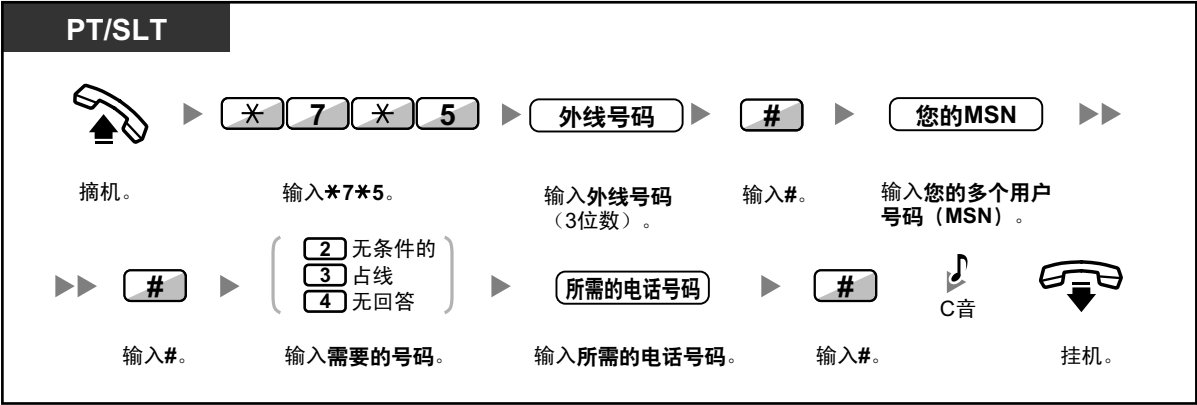 PT/SLT
＊ 7 ＊ 5 外线号码 # 您的MSN
摘机。 输入＊7＊5。 输入外线号码 输入#。 输入您的多个用户
（3位数）。 号码（MSN）。
# 2 无条件的
3 占线 所需的电话号码 #
4 无回答 C音
输入#。 输入需要的号码。 输入所需的电话号码。 输入#。 挂机。